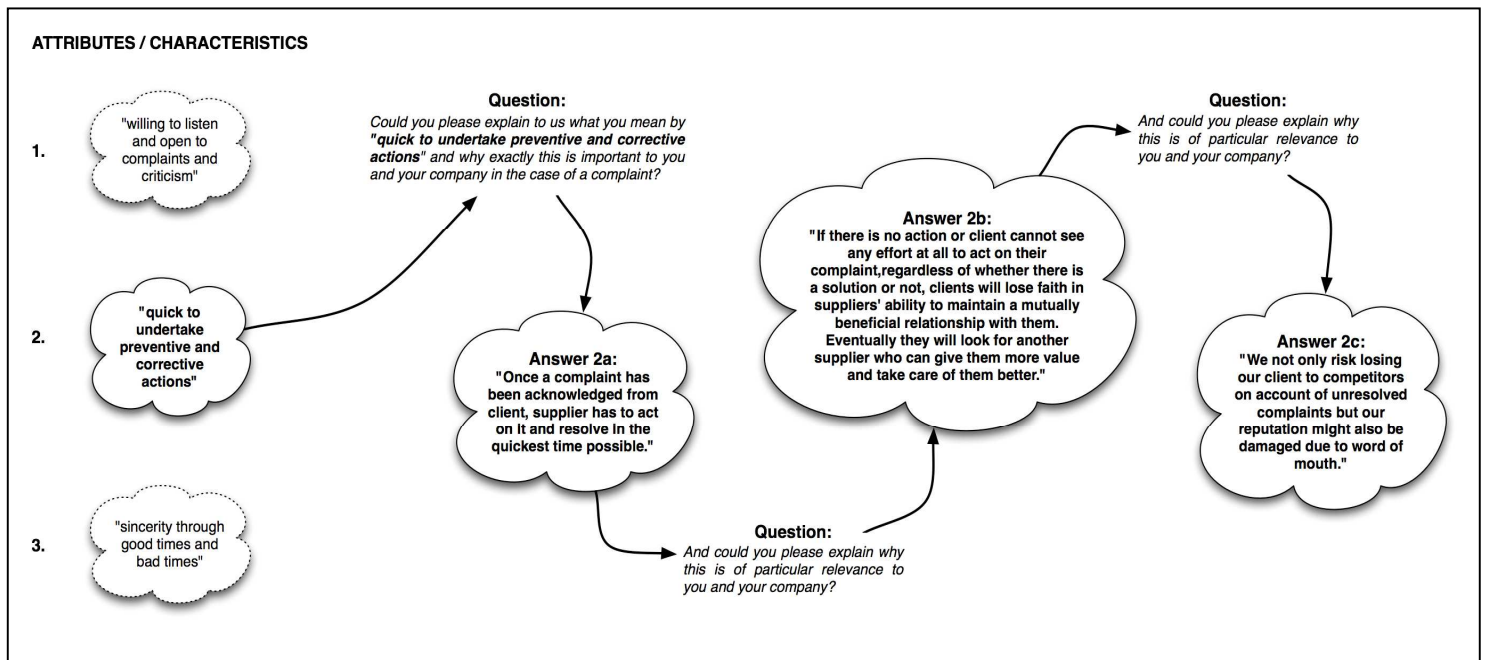 ATTRIBUTES / CHARACTERISTICS
1.
"willing to listen
and open to
complaints and
criticism"
2.
"quick to
undertake
preventive and
corrective
actions"
3.
"sincerity through
good times and
bad times"
Question:
Could you please explain to us what you mean by
"quick to undertake preventive and corrective
actions" and why exactly this is important to you
and your company in the case of a complaint?
Answer 2a:
"Once a complaint has
been acknowledged from
client, supplier has to act
on it and resolve in the
quickest time possible."
Question:
And could you please explain why
this is of particular relevance to
you and your company?
Answer 2b:
"If there is no action or client cannot see
any effort at all to act on their
complaint,regardless of whether there is
a solution or not, clients will lose faith in
suppliers' ability to maintain a mutually
beneficial relationship with them.
Eventually they will look for another
supplier who can give them more value
and take care of them better."
Question:
And could you please explain why
this is of particular relevance to
you and your company?
Answer 2c:
"We not only risk losing
our client to competitors
on account of unresolved
complaints but our
reputation might also be
damaged due to word of
mouth."